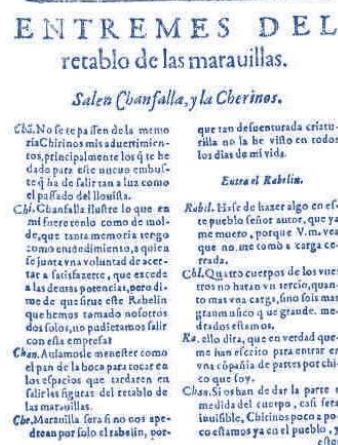 ENTREMES DEL
retablo de las marauillas.
Salen Chanfalla, y la Cherinos.
Chã. No se te passen de la memo
ria Chirinos mis aduertimien-
tos, principalmente los q̃ te he
dado para este nueuo embus-
te q̃ ha de salir tan a luz como
el passado del llouista.
Chi. Chanfalla ilustre lo que en
mi fuere tenlo como de mol-
de, que tanta memoria tengo
como entendimiento, a quien
se junta vna voluntad de acer-
tar a satisfazerte, que excede
a las demas potencias, pero di-
me de que sirue este Rabelin
que hemos tomado nosotros
dos solos, no pudieramos salir
con esta empresa?
Chan. Auiamosle menester como
el pan de la boca para tocar en
los espacios que tardaren en
salir las figuras del retablo de
las marauillas.
Che. Marauilla sera si no nos ape-
drean por solo el rabelin, por-
que tan desuenturada criatu-
rilla no la he visto en todos
los dias de mi vida.
Entra el Rabelin.
Rabel. Hase de hazer algo en es-
te pueblo señor autor, que ya
me muero, porque V.m. vea
que no me tomò a carga ce-
rrada.
Chi. Quatro cuerpos de los vues
tros no haran vn tercio, quan-
to mas vna carga, sino sois mas
gran musico que grande. me-
drados estamos.
Ra. ello dira, que en verdad que
me han escrito para entrar en
vna cõpañia de partes por chi-
co que soy.
Chan. Si os han de dar la parte a
medida del cuerpo, casi sera
inuisible, Chirinos poco a po-
co estamos ya en el pueblo, y
estos